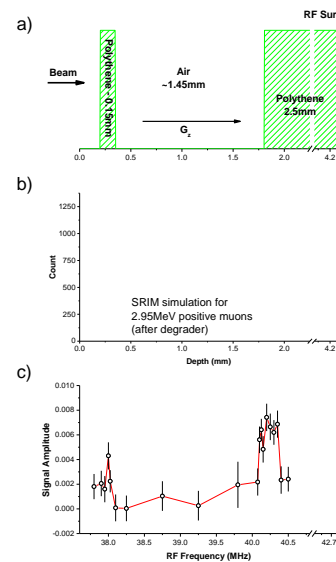 RF Sur
a)
Beam
Polythene - 0.15mm
Air
~1.45mm
G_z
Polythene
2.5mm
0.0 0.5 1.0 1.5 2.0 4.2
b)
Count
1250
1000
750
500
250
0
SRIM simulation for
2.95MeV positive muons
(after degrader)
0.0 0.5 1.0 1.5 2.0 4.2
Depth (mm)
c)
Signal Amplitude
0.010
0.008
0.006
0.004
0.002
0.000
-0.002
38.0 38.5 39.0 39.5 40.0 40.5 42.7
RF Frequency (MHz)